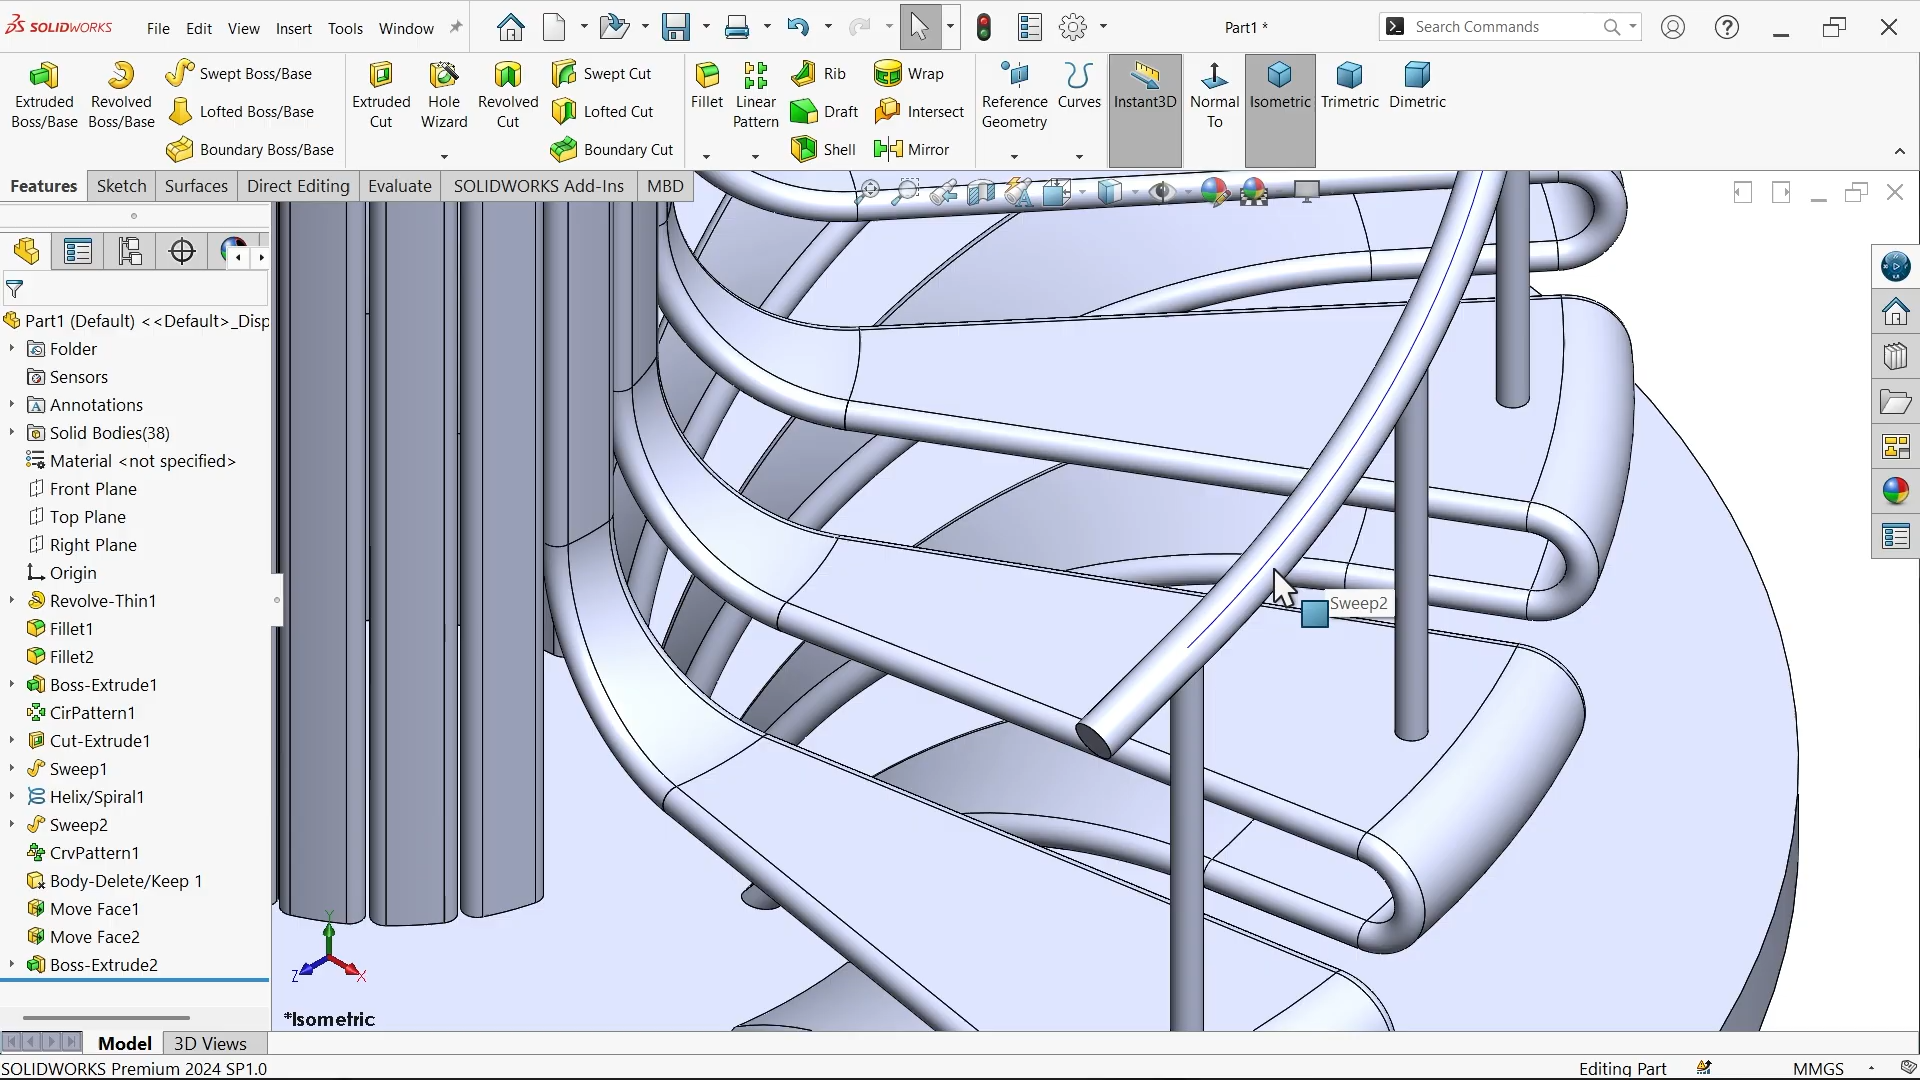 SOLIDWORKS
File Edit View Insert Tools Window
Part1 *
Search Commands
Extruded Boss/Base
Revolved Boss/Base
Swept Boss/Base
Lofted Boss/Base
Boundary Boss/Base
Extruded Cut
Hole Wizard
Revolved Cut
Swept Cut
Lofted Cut
Boundary Cut
Fillet
Linear Pattern
Rib
Draft
Shell
Wrap
Intersect
Mirror
Reference Geometry
Curves
Instant3D
Normal To
Isometric
Trimetric
Dimetric
Features Sketch Surfaces Direct Editing Evaluate SOLIDWORKS Add-Ins MBD
Part1 (Default) <<Default>_Disp
Folder
Sensors
Annotations
Solid Bodies(38)
Material <not specified>
Front Plane
Top Plane
Right Plane
Origin
Revolve-Thin1
Fillet1
Fillet2
Boss-Extrude1
CirPattern1
Cut-Extrude1
Sweep1
Helix/Spiral1
Sweep2
CrvPattern1
Body-Delete/Keep 1
Move Face1
Move Face2
Boss-Extrude2
Sweep2
Y
Z X
*Isometric
Model 3D Views
SOLIDWORKS Premium 2024 SP1.0
Editing Part
MMGS